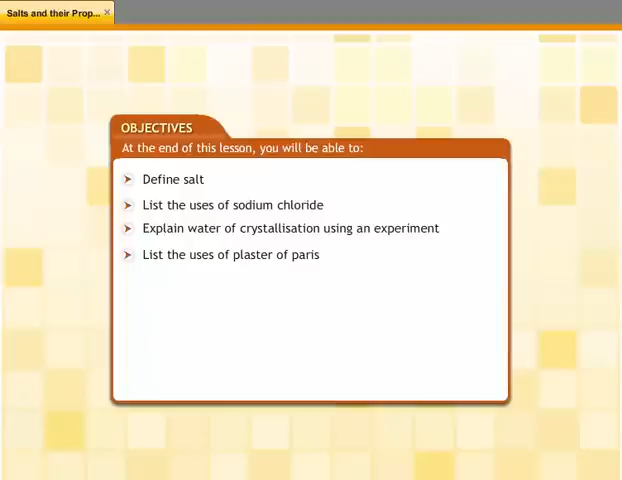 Salts and their Prop...
OBJECTIVES
At the end of this lesson, you will be able to:
Define salt
List the uses of sodium chloride
Explain water of crystallisation using an experiment
List the uses of plaster of paris